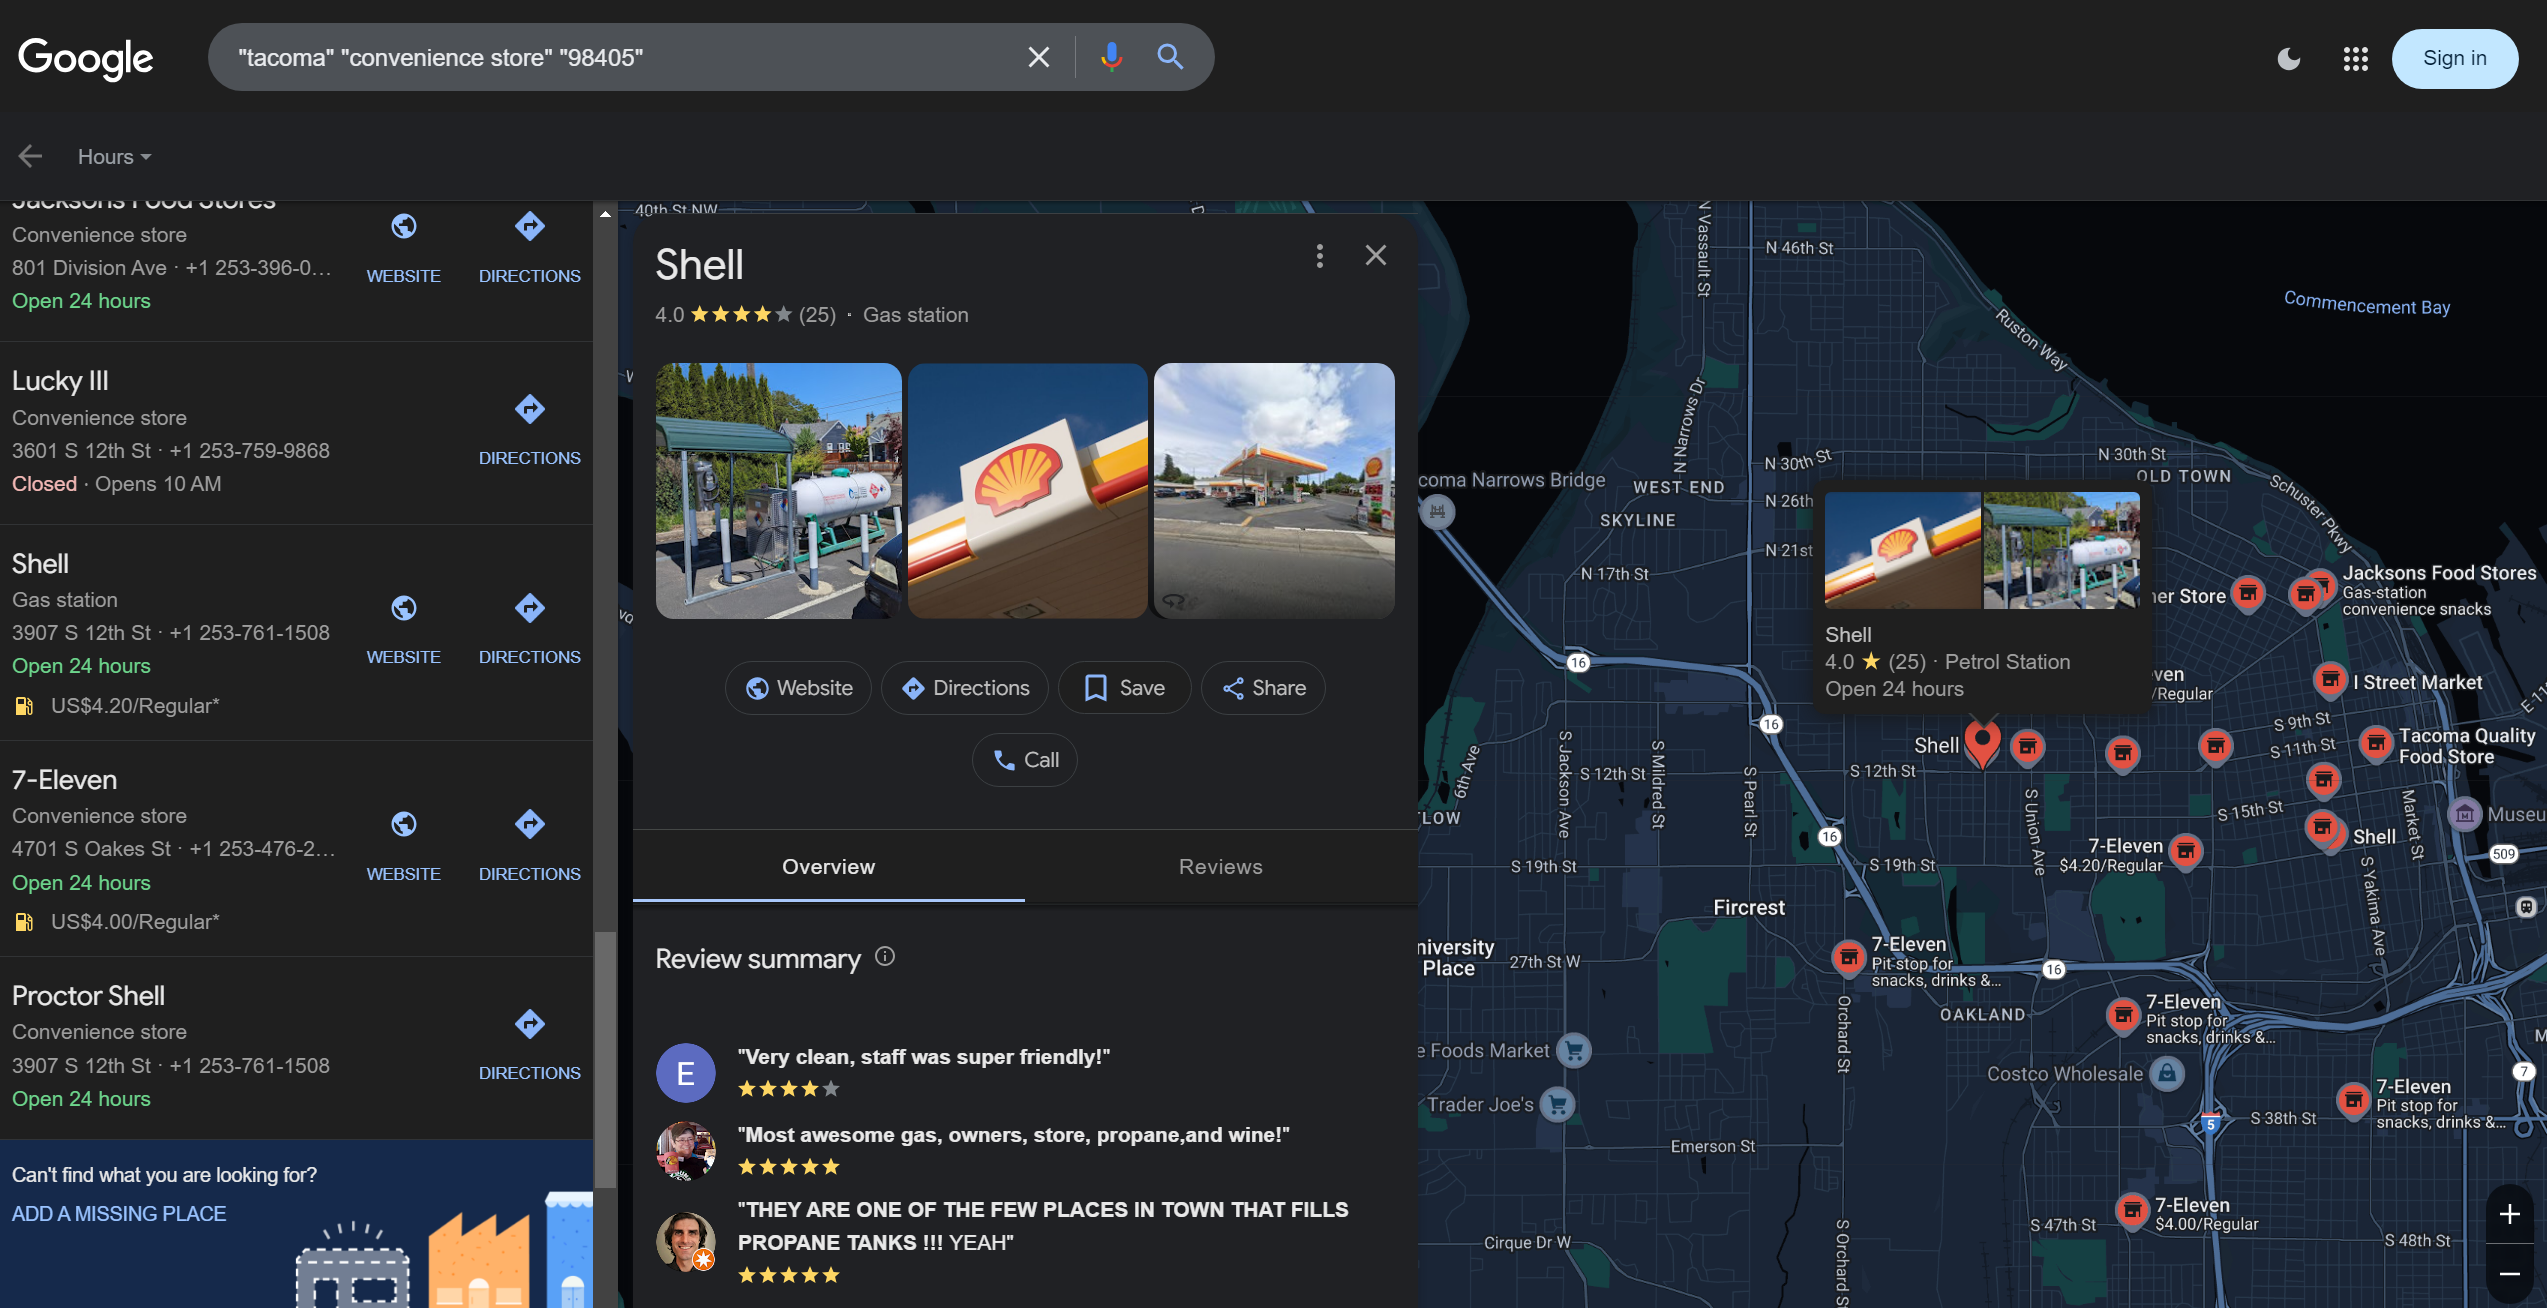 Google
"tacoma" "convenience store" "98405"
Sign in
Hours
Jacksons Food Stores
Convenience store
801 Division Ave · +1 253-396-0...
Open 24 hours
WEBSITE
DIRECTIONS
Lucky III
Convenience store
3601 S 12th St · +1 253-759-9868
Closed · Opens 10 AM
DIRECTIONS
Shell
Gas station
3907 S 12th St · +1 253-761-1508
Open 24 hours
US$4.20/Regular*
WEBSITE
DIRECTIONS
7-Eleven
Convenience store
4701 S Oakes St · +1 253-476-2...
Open 24 hours
US$4.00/Regular*
WEBSITE
DIRECTIONS
Proctor Shell
Convenience store
3907 S 12th St · +1 253-761-1508
Open 24 hours
DIRECTIONS
Can't find what you are looking for?
ADD A MISSING PLACE
Shell
4.0 (25) · Gas station
Website
Directions
Save
Share
Call
Overview
Reviews
Review summary
E
"Very clean, staff was super friendly!"
"Most awesome gas, owners, store, propane,and wine!"
"THEY ARE ONE OF THE FEW PLACES IN TOWN THAT FILLS
PROPANE TANKS !!! YEAH"
40th St NW
N Vassault St
N 46th St
Commencement Bay
Ruston Way
N Narrows Dr
N 30th St
N 30th St
OLD TOWN
coma Narrows Bridge
WEST END
SKYLINE
N 26th
N 21st
N 17th St
Schuster Pkwy
Shell
4.0 (25) · Petrol Station
Open 24 hours
ner Store
Jacksons Food Stores
Gas-station
convenience snacks
ven
/Regular
I Street Market
E-11
16
16
16
16
S 9th St
S 11th St
Tacoma Quality
Food Store
Shell
S 12th St
S 12th St
6th Ave
S Jackson Ave
S Mildred St
S Pearl St
S Union Ave
S 15th St
Market St
Museu
TLOW
7-Eleven
$4.20/Regular
Shell
509
S 19th St
S 19th St
S Yakima Ave
Fircrest
niversity
Place
27th St W
7-Eleven
Pit stop for
snacks, drinks &...
Orchard St
OAKLAND
7-Eleven
Pit stop for
snacks, drinks &...
e Foods Market
Costco Wholesale
Trader Joe's
7
7-Eleven
Pit stop for
snacks, drinks &...
5
S 38th St
Emerson St
7-Eleven
$4.00/Regular
S 47th St
S 48th St
Cirque Dr W
S Orchard St